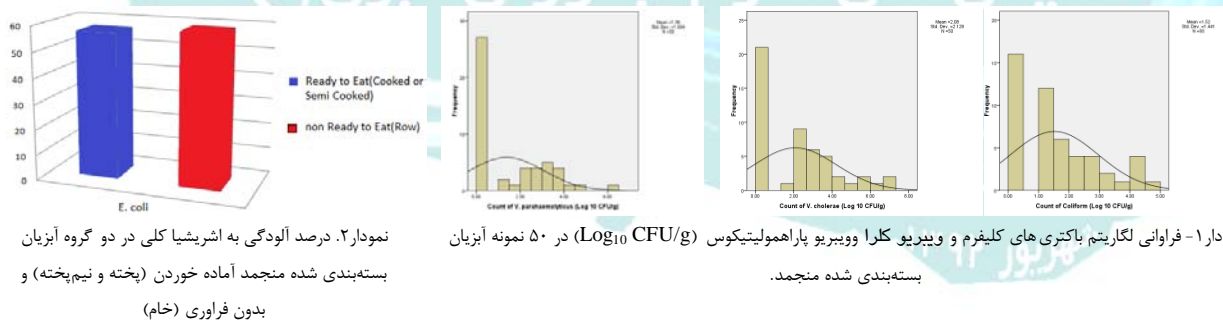 60
50
40
30
20
10
0
E. coli
Ready to Eat(Cooked or
Semi Cooked)
non Ready to Eat(Row)
نمودار۲. درصد آلودگی به اشریشیا کلی در دو گروه آبزیان
بسته‌بندی شده منجمد آماده خوردن (پخته و نیم‌پخته) و
بدون فراوری (خام)
Frequency
Count of V. parahaemolyticus (Log 10 CFU/g)
Frequency
Count of V. cholerae (Log 10 CFU/g)
Frequency
Count of Coliform (Log 10 CFU/g)
دار۱- فراوانی لگاریتم باکتری های کلیفرم و ویبریو کلرا وویبریو پاراهمولیتیکوس (Log10 CFU/g) در ۵۰ نمونه آبزیان
بسته‌بندی شده منجمد.